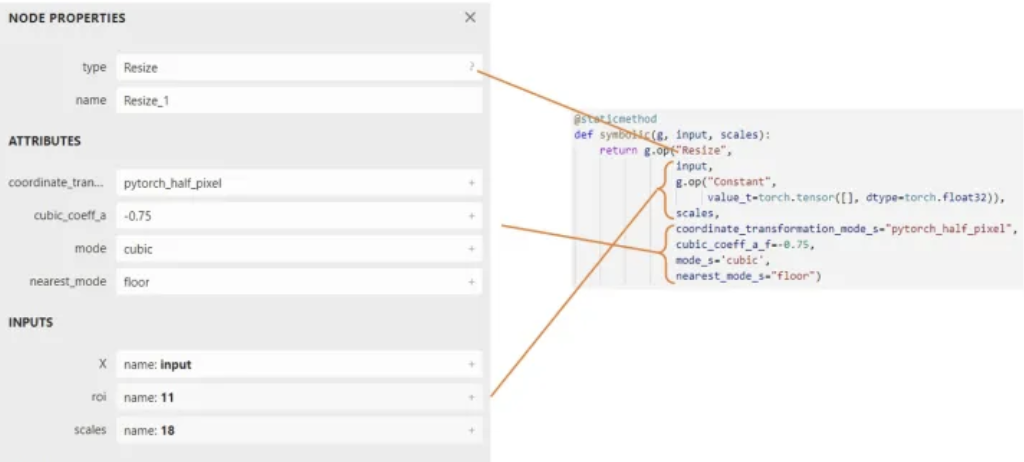 NODE PROPERTIES ×
type Resize ?
name Resize_1
ATTRIBUTES
coordinate_tran... pytorch_half_pixel +
cubic_coeff_a -0.75 +
mode cubic +
nearest_mode floor +
INPUTS
X name: input +
roi name: 11 +
scales name: 18 +
@staticmethod
def symbolic(g, input, scales):
return g.op("Resize",
input,
g.op("Constant",
value_t=torch.tensor([], dtype=torch.float32)),
scales,
coordinate_transformation_mode_s="pytorch_half_pixel",
cubic_coeff_a_f=-0.75,
mode_s='cubic',
nearest_mode_s="floor")